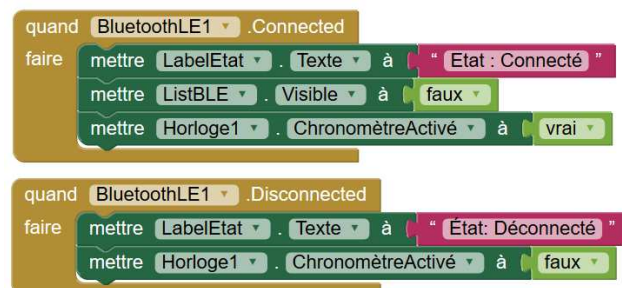 quand BluetoothLE1 .Connected
faire mettre LabelEtat . Texte à " Etat : Connecté "
mettre ListBLE . Visible à faux
mettre Horloge1 . ChronomètreActivé à vrai
quand BluetoothLE1 .Disconnected
faire mettre LabelEtat . Texte à " État: Déconnecté "
mettre Horloge1 . ChronomètreActivé à faux